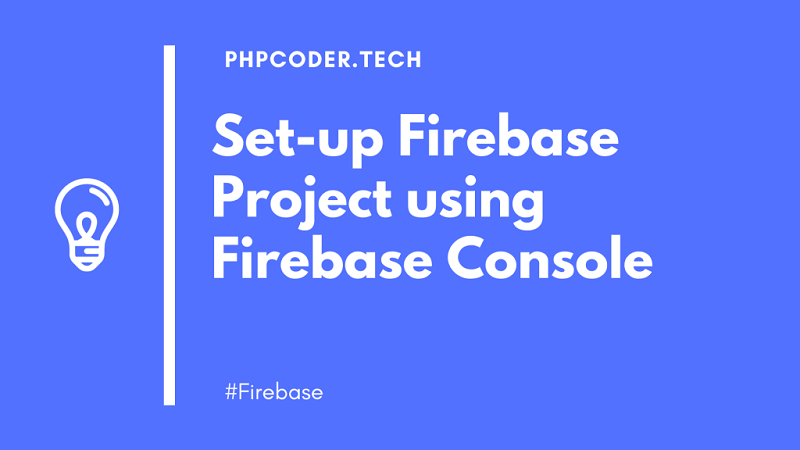 PHPCODER.TECH
Set-up Firebase
Project using
Firebase Console
#Firebase